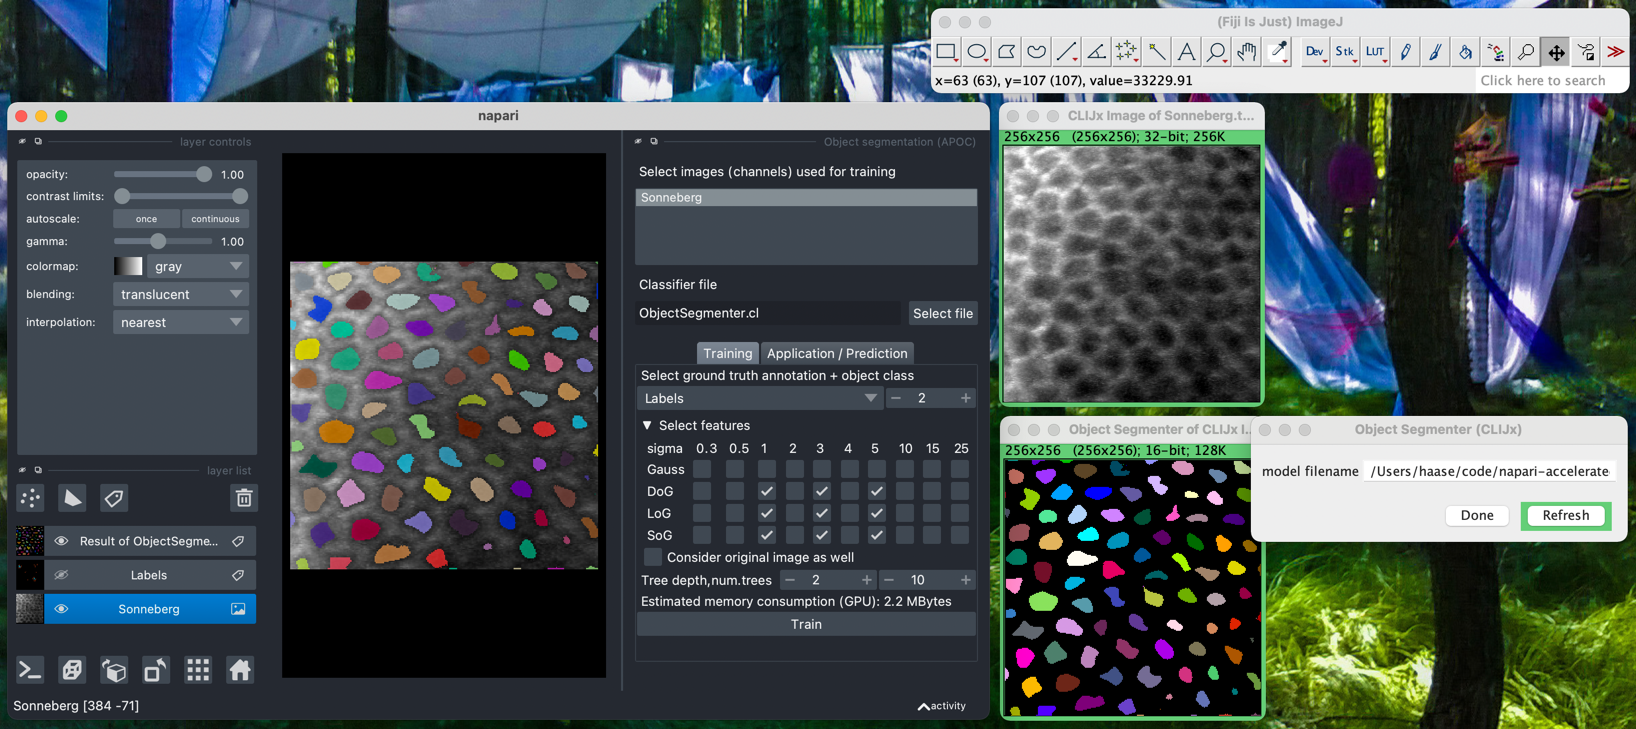 (Fiji Is Just) ImageJ
Dev
Stk
LUT
x=63 (63), y=107 (107), value=33229.91
Click here to search
napari
layer controls
opacity:
1.00
contrast limits:
autoscale:
once
continuous
gamma:
1.00
colormap:
gray
blending:
translucent
interpolation:
nearest
layer list
Result of ObjectSegme...
Labels
Sonneberg
Sonneberg [384 -71]
Object segmentation (APOC)
Select images (channels) used for training
Sonneberg
Classifier file
ObjectSegmenter.cl
Select file
Training
Application / Prediction
Select ground truth annotation + object class
Labels
2
Select features
sigma 0.3 0.5 1 2 3 4 5 10 15 25
Gauss
DoG
LoG
SoG
Consider original image as well
Tree depth,num.trees
2
10
Estimated memory consumption (GPU): 2.2 MBytes
Train
activity
CLIJx Image of Sonneberg.t...
256x256 (256x256); 32-bit; 256K
Object Segmenter of CLIJx I...
256x256 (256x256); 16-bit; 128K
Object Segmenter (CLIJx)
model filename /Users/haase/code/napari-accelerate
Done
Refresh